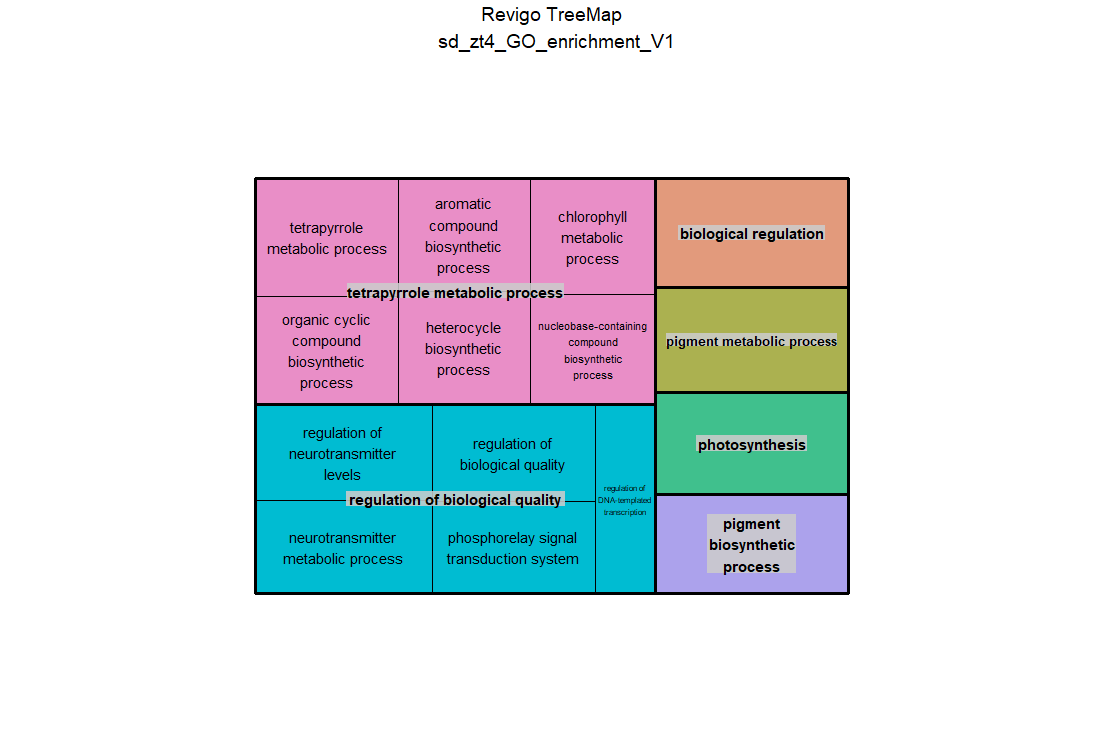 Revigo TreeMap
sd_zt4_GO_enrichment_V1
tetrapyrrole
metabolic process
aromatic
compound
biosynthetic
process
chlorophyll
metabolic
process
tetrapyrrole metabolic process
organic cyclic
compound
biosynthetic
process
heterocycle
biosynthetic
process
nucleobase-containing
compound
biosynthetic
process
regulation of
neurotransmitter
levels
regulation of
biological quality
regulation of biological quality
neurotransmitter
metabolic process
phosphorelay signal
transduction system
regulation of
DNA-templated
transcription
biological regulation
pigment metabolic process
photosynthesis
pigment
biosynthetic
process